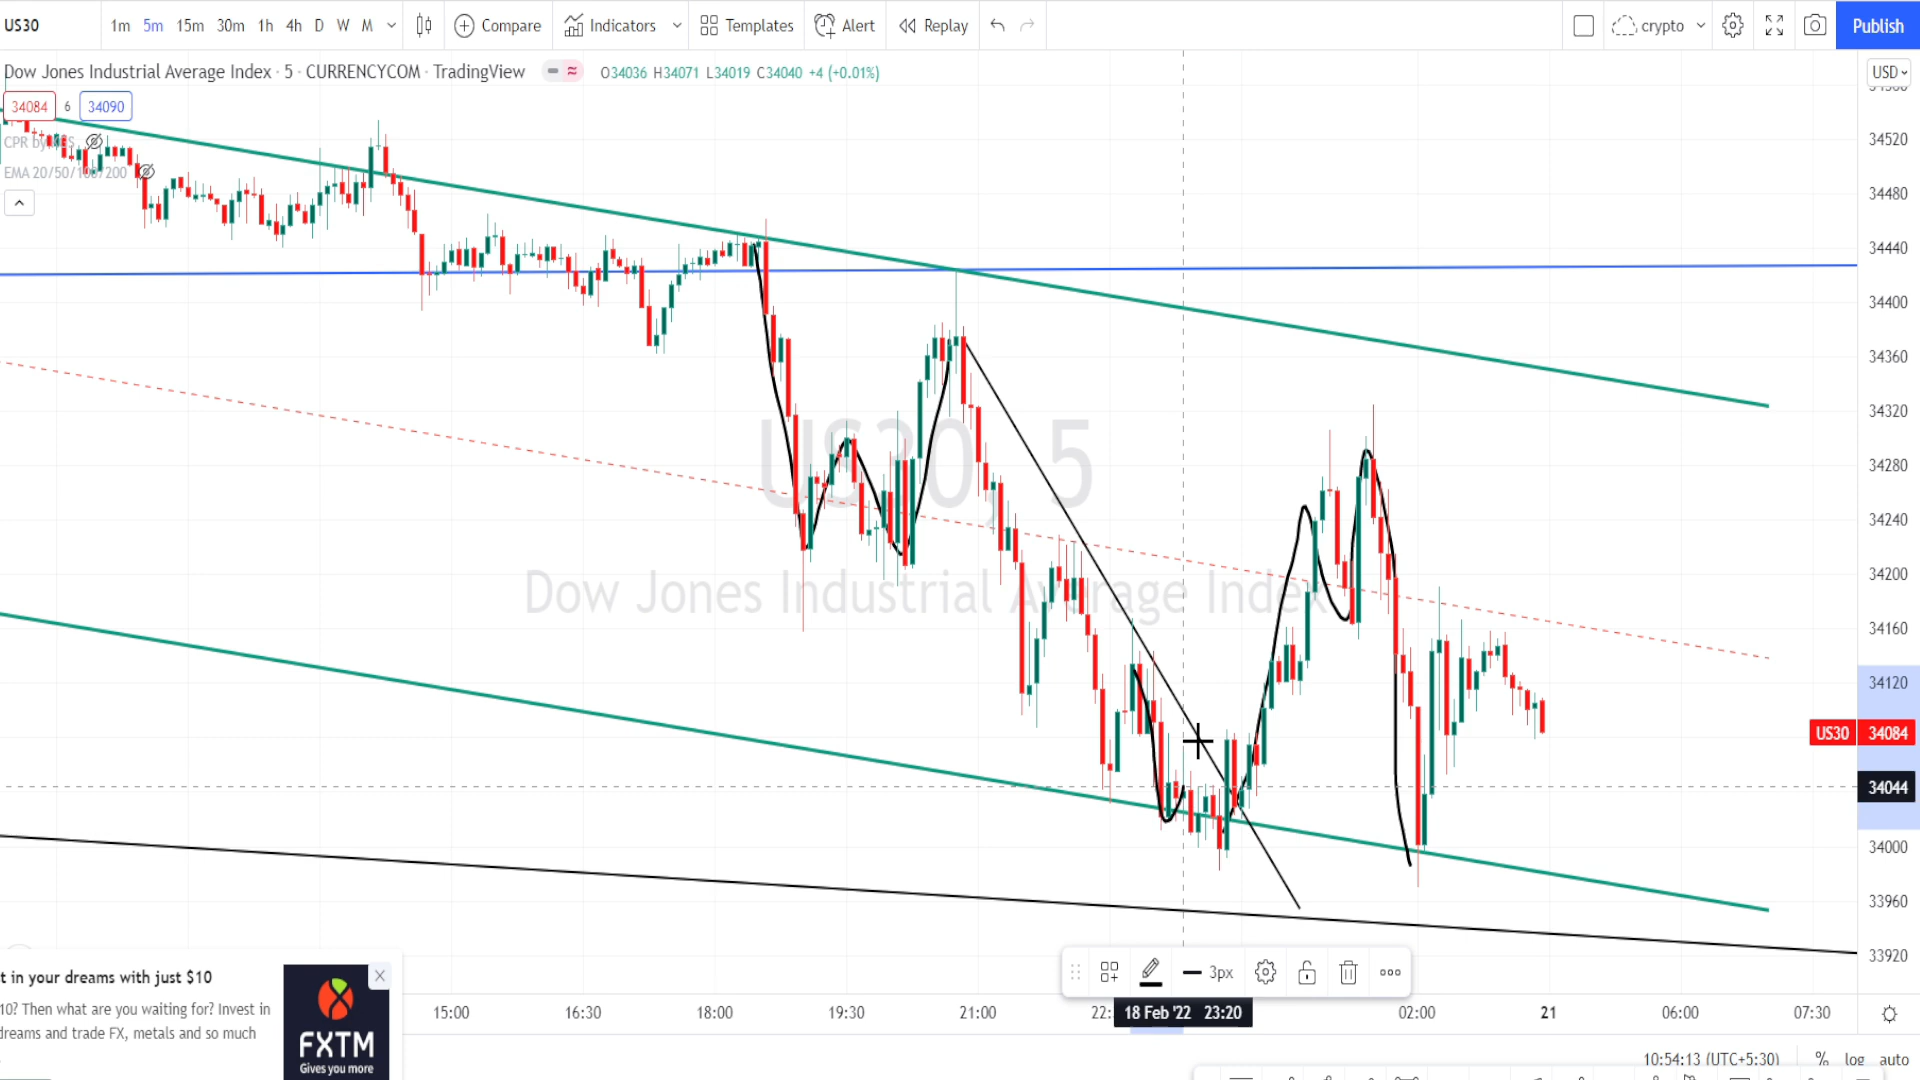 US30 1m 5m 15m 30m 1h 4h D W M Compare Indicators Templates Alert Replay crypto Publish
Dow Jones Industrial Average Index · 5 · CURRENCYCOM · TradingView O34036 H34071 L34019 C34040 +4 (+0.01%) USD
34084 6 34090
CPR by
EMA 20/50/100/200
34520
34480
34440
34400
34360
34320
34280
34240
34200
34160
34120
US30 34084
34044
34000
33960
33920
US30, 5
Dow Jones Industrial Average Index
3px
t in your dreams with just $10
10? Then what are you waiting for? Invest in
dreams and trade FX, metals and so much
FXTM
Gives you more
15:00 16:30 18:00 19:30 21:00 22: 18 Feb '22 23:20 02:00 21 06:00 07:30
10:54:13 (UTC+5:30) % log auto